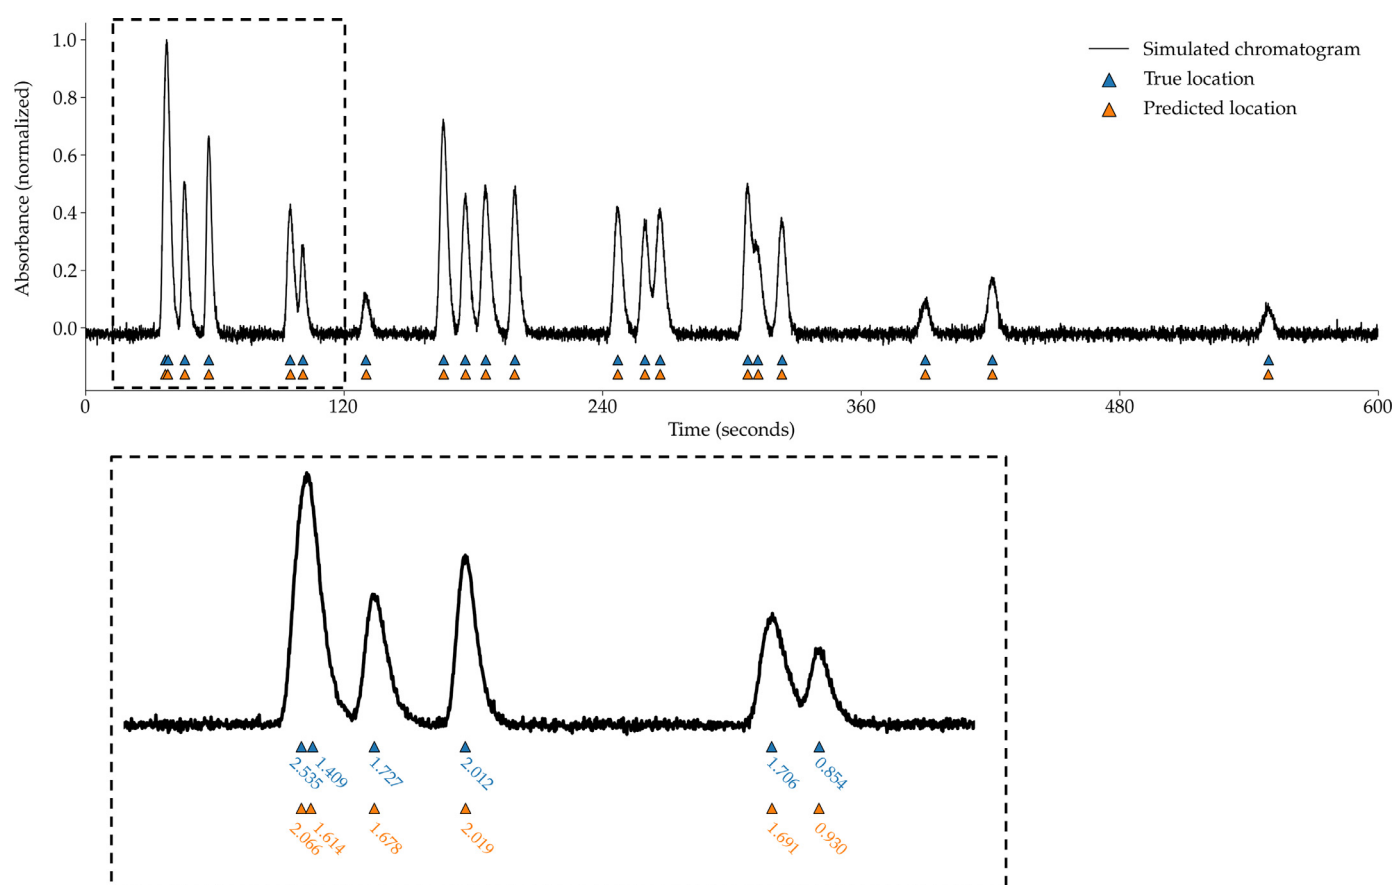 1.0
0.8
0.6
0.4
0.2
0.0
Absorbance (normalized)
Simulated chromatogram
True location
Predicted location
0 120 240 360 480 600
Time (seconds)
2.535 1.409 1.727 2.012 1.706 0.854
2.066 1.614 1.678 2.019 1.691 0.930